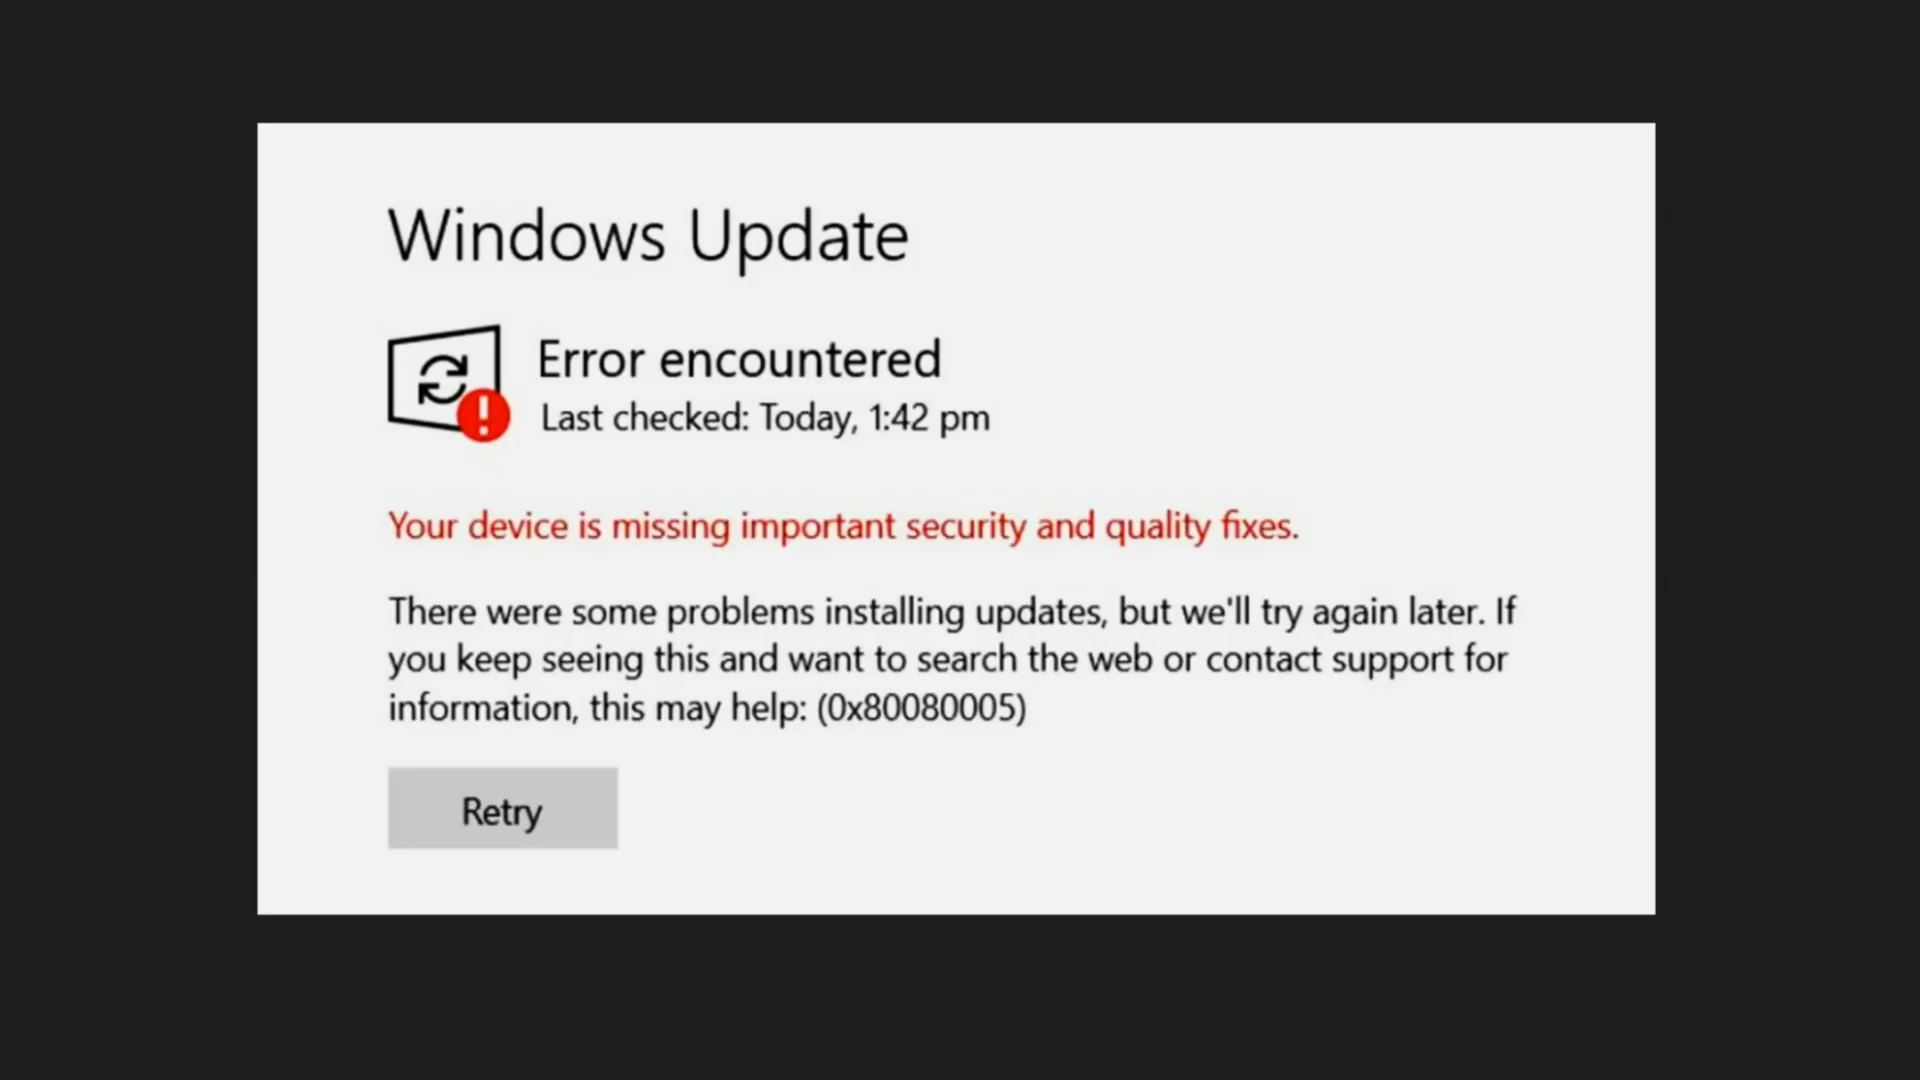 Windows Update
Error encountered
Last checked: Today, 1:42 pm
Your device is missing important security and quality fixes.
There were some problems installing updates, but we'll try again later. If
you keep seeing this and want to search the web or contact support for
information, this may help: (0x80080005)
Retry